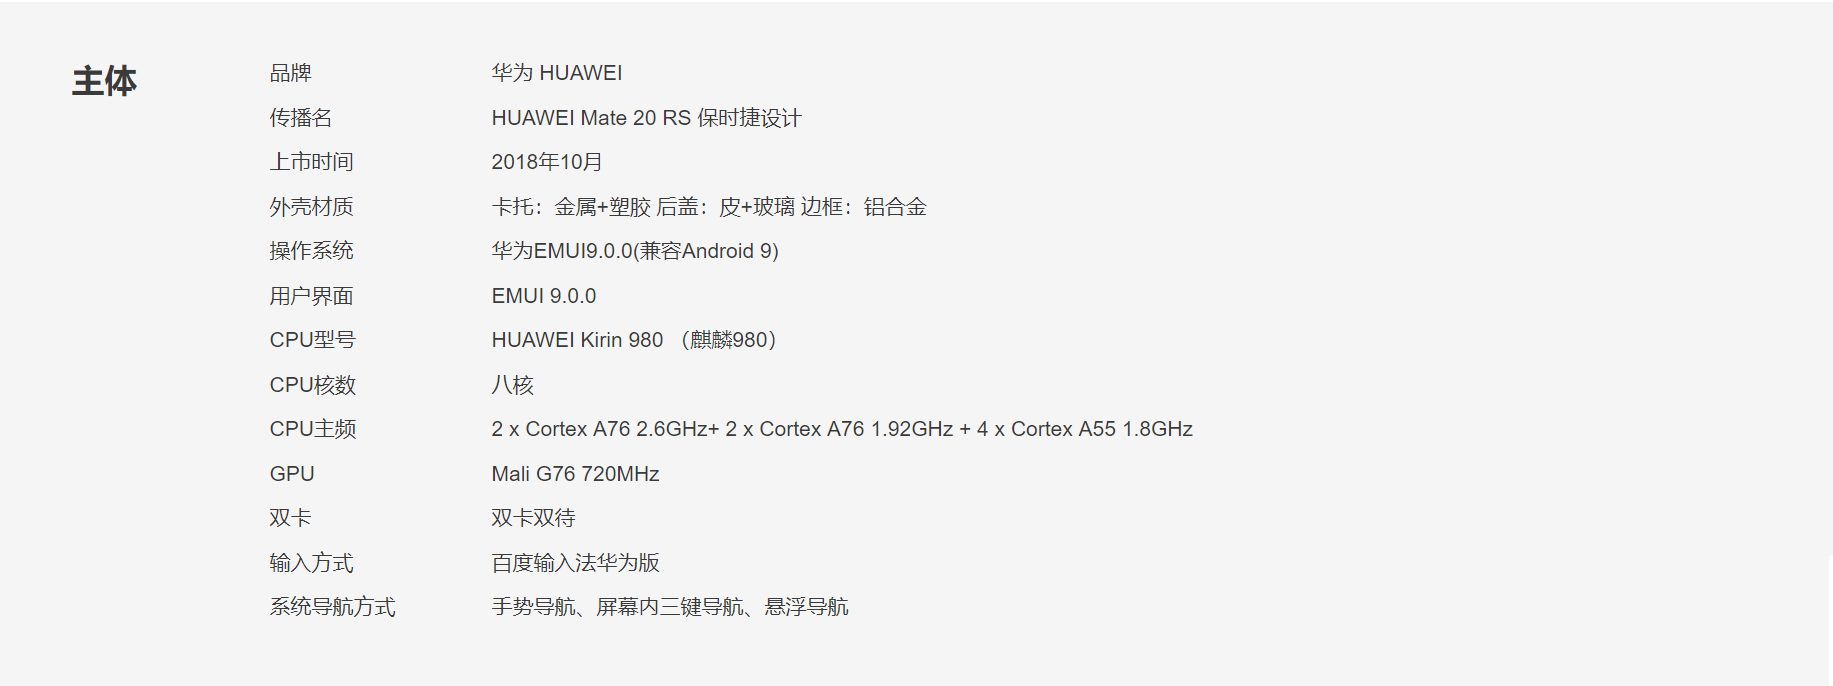 主体
品牌 华为 HUAWEI
传播名 HUAWEI Mate 20 RS 保时捷设计
上市时间 2018年10月
外壳材质 卡托：金属+塑胶 后盖：皮+玻璃 边框：铝合金
操作系统 华为EMUI9.0.0(兼容Android 9)
用户界面 EMUI 9.0.0
CPU型号 HUAWEI Kirin 980 （麒麟980）
CPU核数 八核
CPU主频 2 x Cortex A76 2.6GHz+ 2 x Cortex A76 1.92GHz + 4 x Cortex A55 1.8GHz
GPU Mali G76 720MHz
双卡 双卡双待
输入方式 百度输入法华为版
系统导航方式 手势导航、屏幕内三键导航、悬浮导航